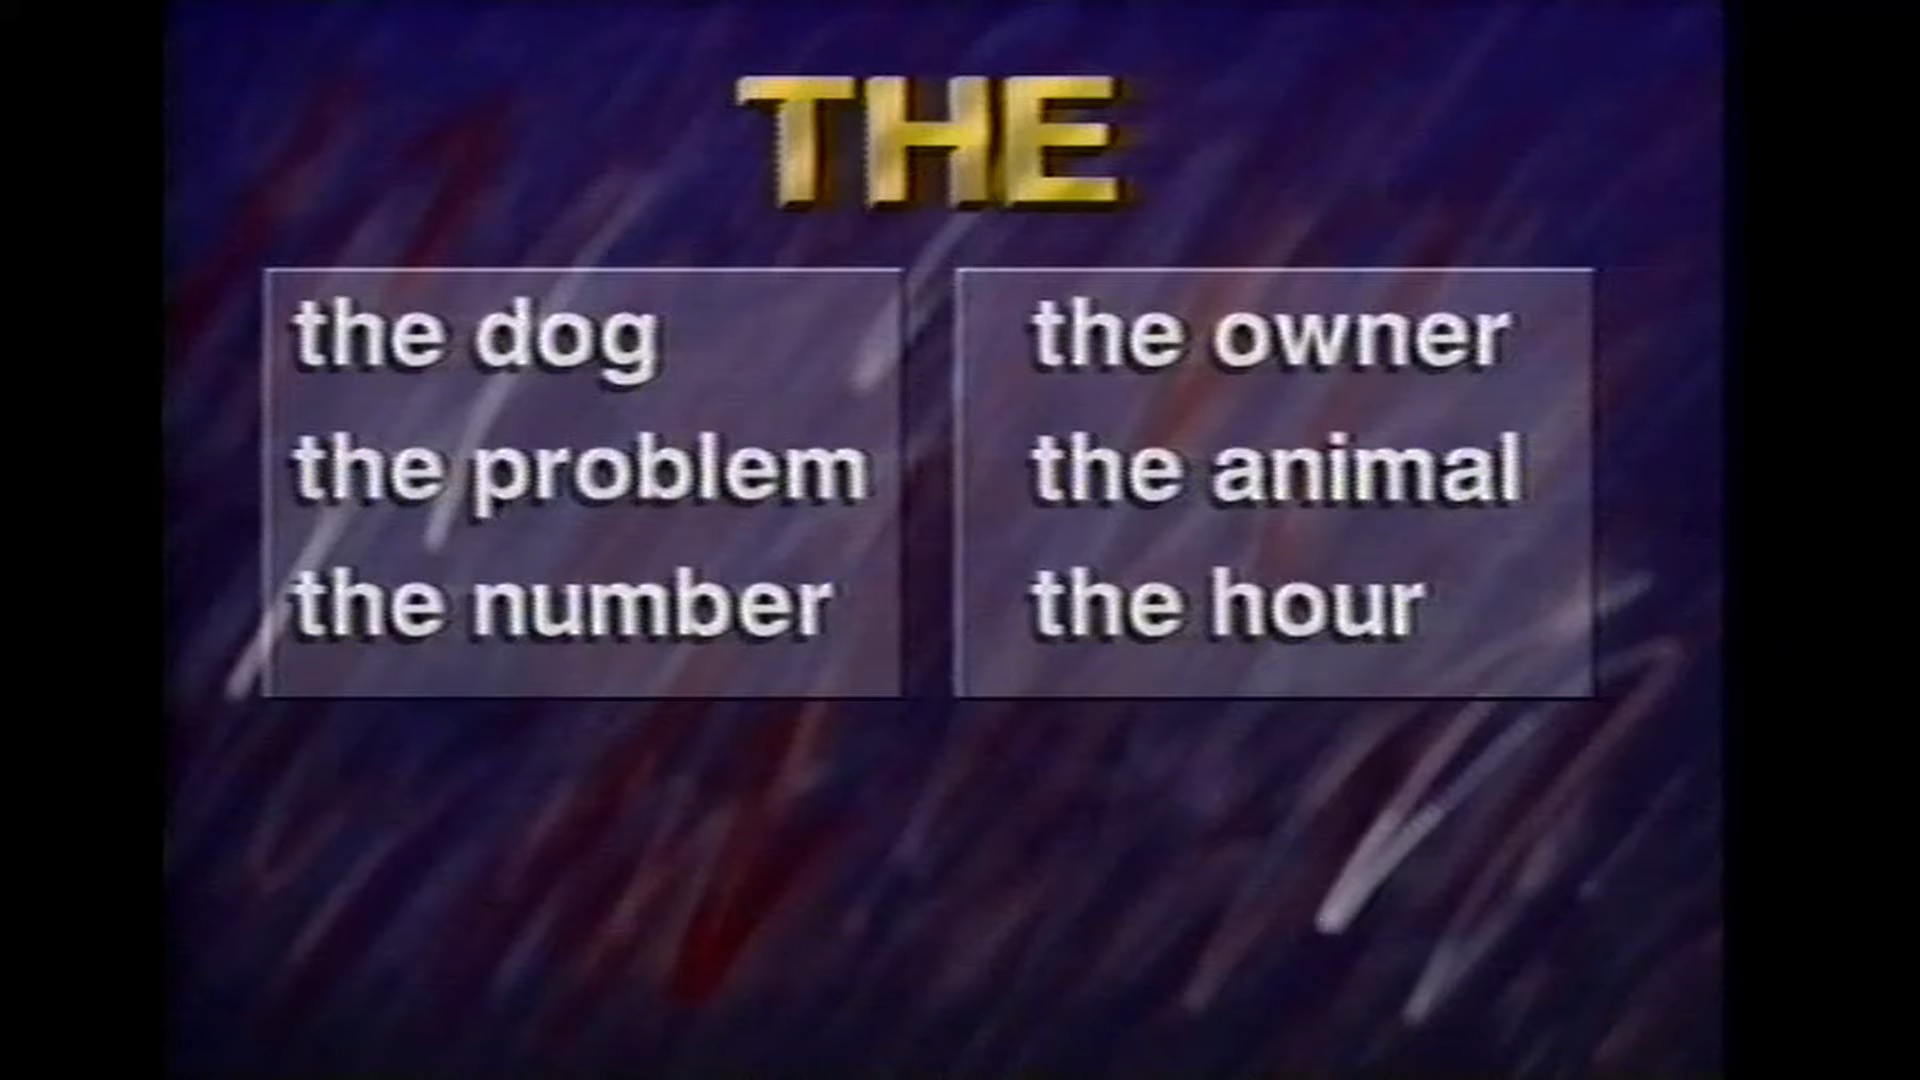 THE
the dog
the problem
the number
the owner
the animal
the hour